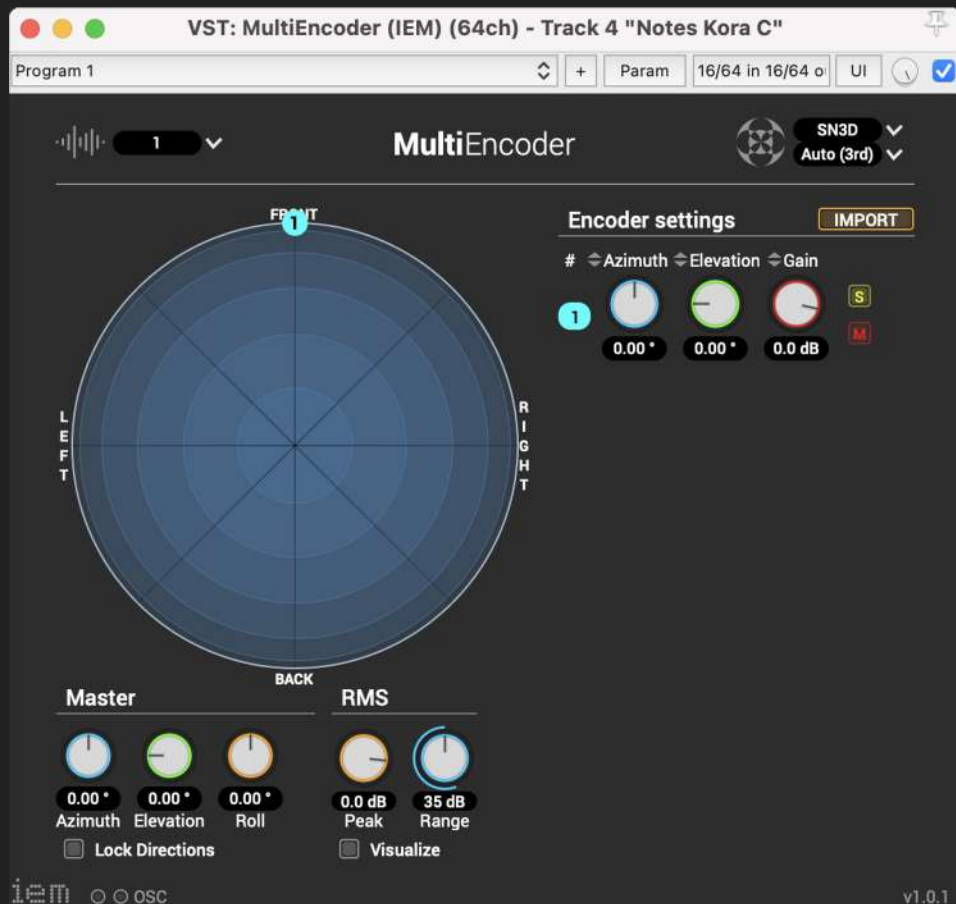 VST: MultiEncoder (IEM) (64ch) - Track 4 "Notes Kora C"
Program 1 + Param 16/64 in 16/64 o UI
1 MultiEncoder SN3D
Auto (3rd)
FRONT
1
LEFT
RIGHT
BACK
Encoder settings IMPORT
# Azimuth Elevation Gain
S
1
M
0.00 ° 0.00 ° 0.0 dB
Master
0.00 ° 0.00 ° 0.00 °
Azimuth Elevation Roll
Lock Directions
RMS
0.0 dB 35 dB
Peak Range
Visualize
iem OSC v1.0.1